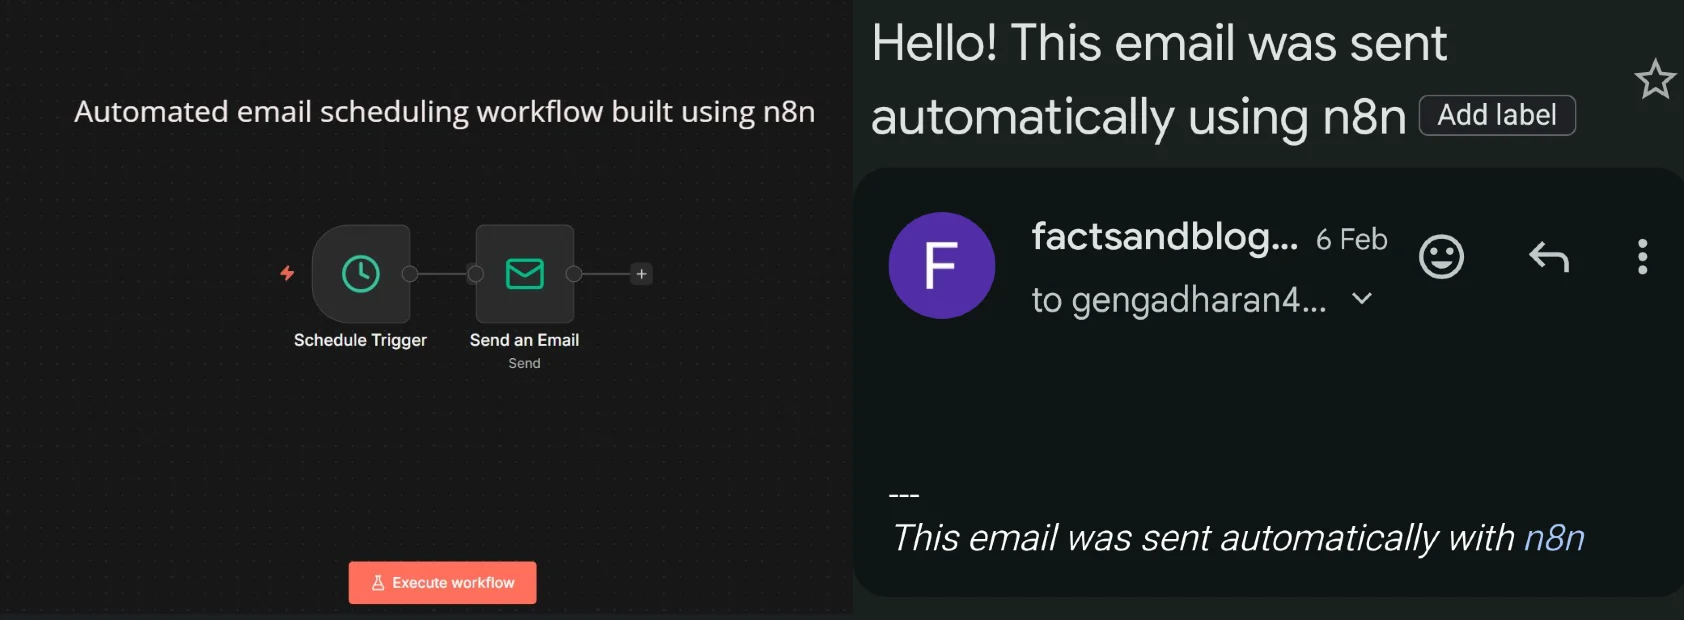 Automated email scheduling workflow built using n8n
Schedule Trigger
Send an Email
Send
Execute workflow
Hello! This email was sent
automatically using n8n Add label
F
factsandblog... 6 Feb
to gengadharan4...
---
This email was sent automatically with n8n